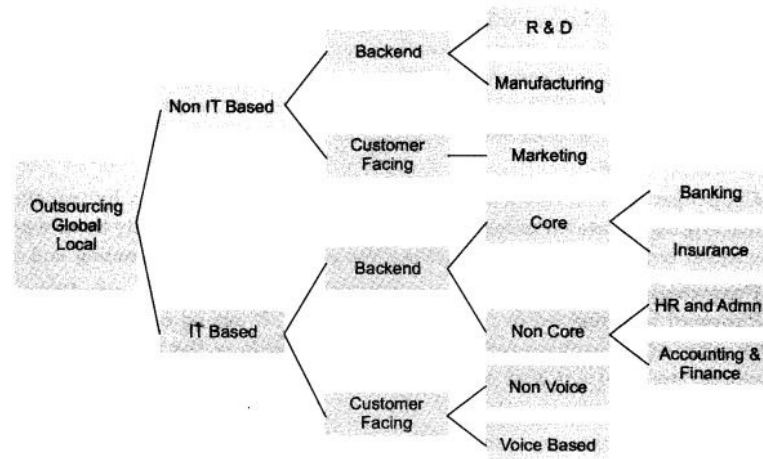 R & D
Backend
Manufacturing
Non IT Based
Customer
Facing
Marketing
Outsourcing
Global
Local
Banking
Core
Insurance
Backend
HR and Admn
IT Based
Non Core
Accounting &
Finance
Non Voice
Customer
Facing
Voice Based